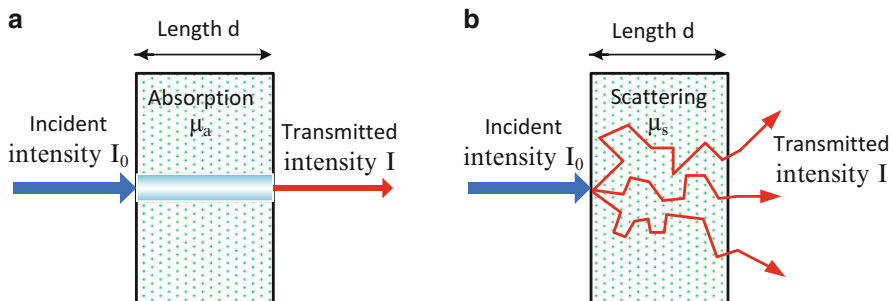 a
Length d
Absorption
μa
Incident
intensity I0
Transmitted
intensity I
b
Length d
Scattering
μs
Incident
intensity I0
Transmitted
intensity I